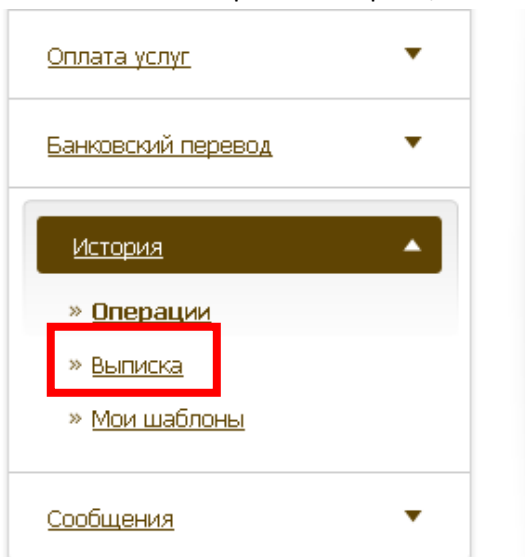 Оплата услуг
Банковский перевод
История
» Операции
» Выписка
» Мои шаблоны
Сообщения